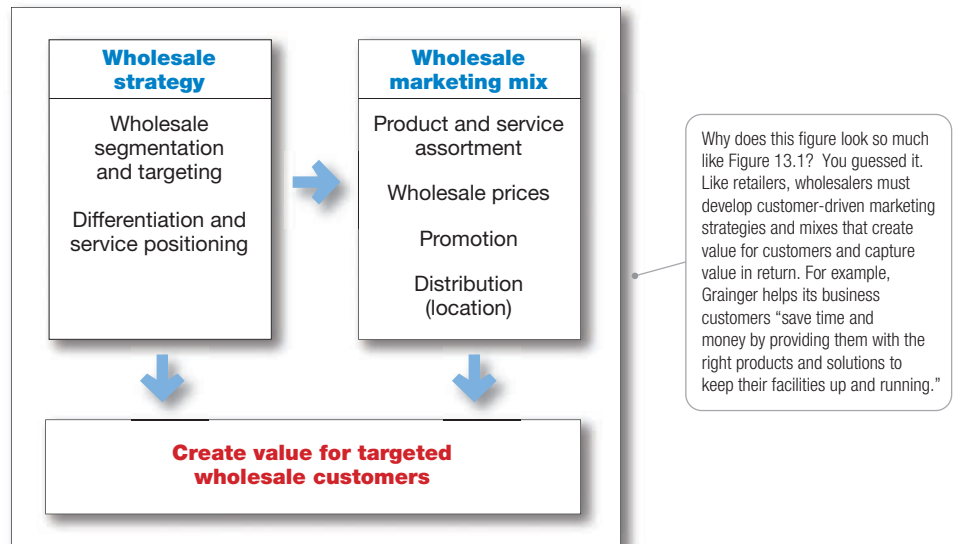 Wholesale
strategy
Wholesale
segmentation
and targeting
Differentiation and
service positioning
Wholesale
marketing mix
Product and service
assortment
Wholesale prices
Promotion
Distribution
(location)
Create value for targeted
wholesale customers
Why does this figure look so much
like Figure 13.1? You guessed it.
Like retailers, wholesalers must
develop customer-driven marketing
strategies and mixes that create
value for customers and capture
value in return. For example,
Grainger helps its business
customers “save time and
money by providing them with the
right products and solutions to
keep their facilities up and running.”